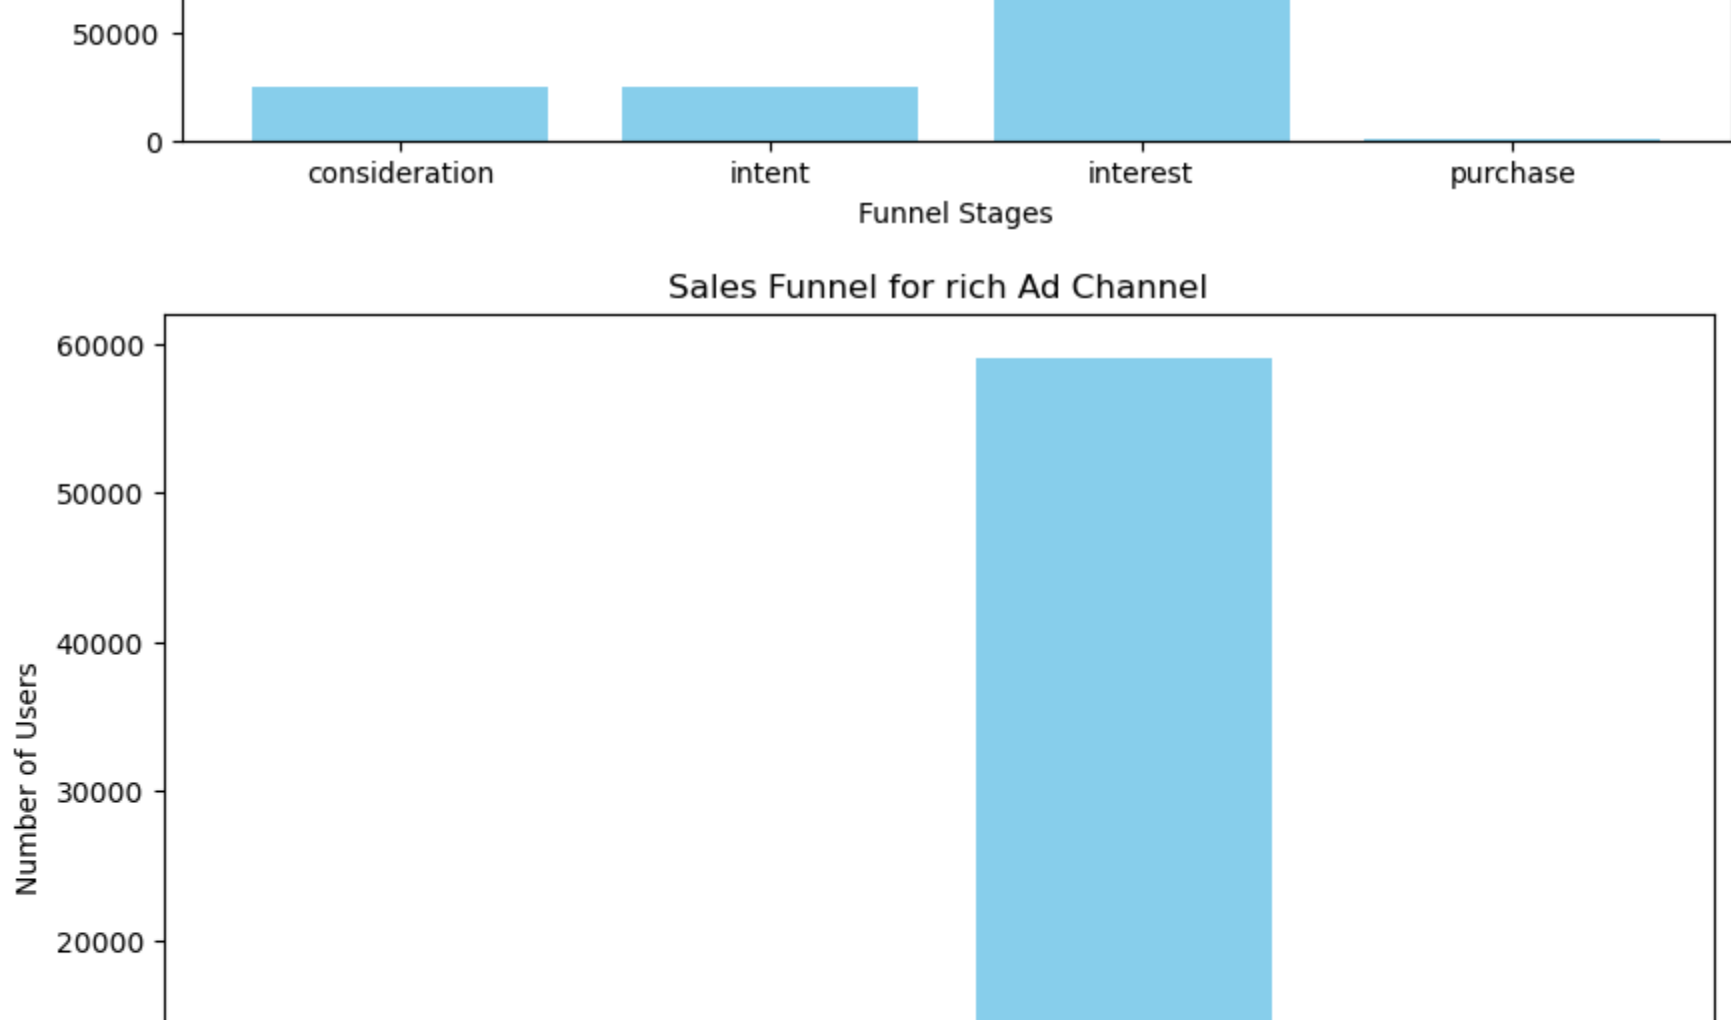 50000
0
consideration intent interest purchase
Funnel Stages
Sales Funnel for rich Ad Channel
60000
50000
40000
30000
20000
Number of Users